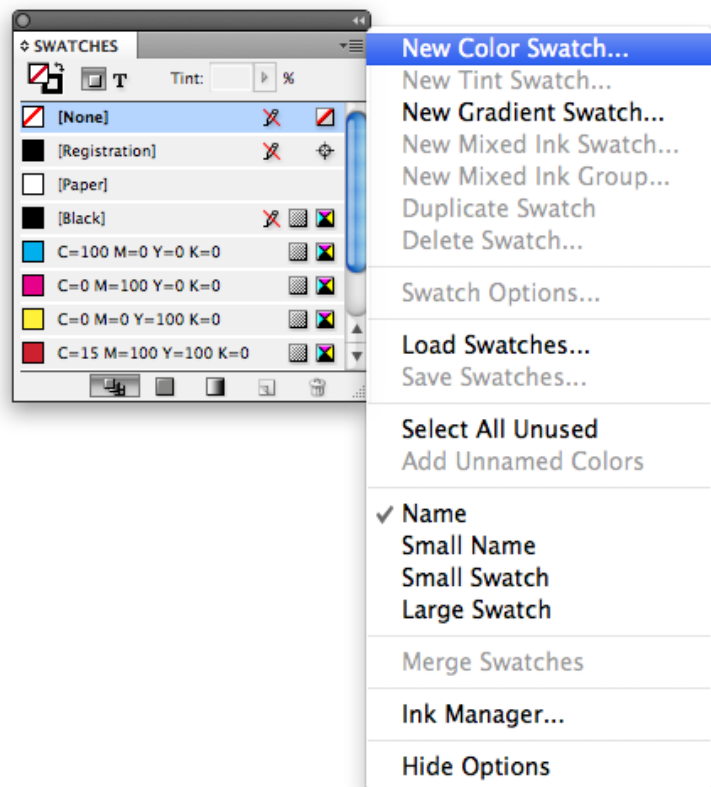 SWATCHES
T Tint: %
[None]
[Registration]
[Paper]
[Black]
C=100 M=0 Y=0 K=0
C=0 M=100 Y=0 K=0
C=0 M=0 Y=100 K=0
C=15 M=100 Y=100 K=0
New Color Swatch...
New Tint Swatch...
New Gradient Swatch...
New Mixed Ink Swatch...
New Mixed Ink Group...
Duplicate Swatch
Delete Swatch...
Swatch Options...
Load Swatches...
Save Swatches...
Select All Unused
Add Unnamed Colors
Name
Small Name
Small Swatch
Large Swatch
Merge Swatches
Ink Manager...
Hide Options